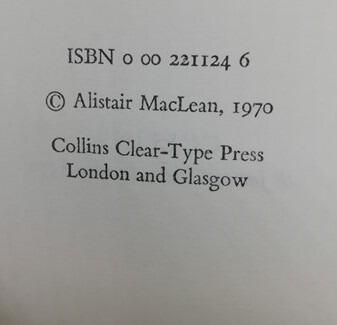 ISBN 0 00 221124 6
© Alistair MacLean, 1970
Collins Clear-Type Press
London and Glasgow